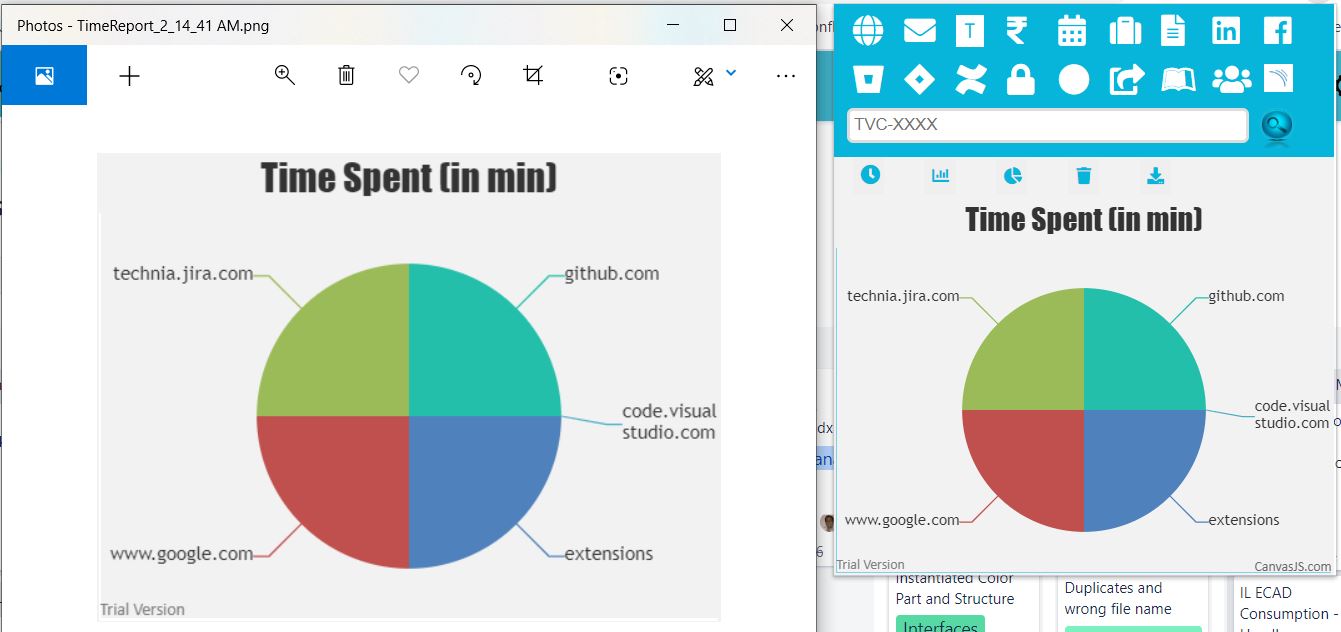 Photos - TimeReport_2_14_41 AM.png
Time Spent (in min)
technia.jira.com
github.com
code.visual
studio.com
www.google.com
extensions
Trial Version
T
TVC-XXXX
Time Spent (in min)
technia.jira.com
github.com
code.visual
studio.com
www.google.com
extensions
Trial Version
CanvasJS.com
Instantiated Color
Part and Structure
Interfaces
Duplicates and
wrong file name
IL ECAD
Consumption -